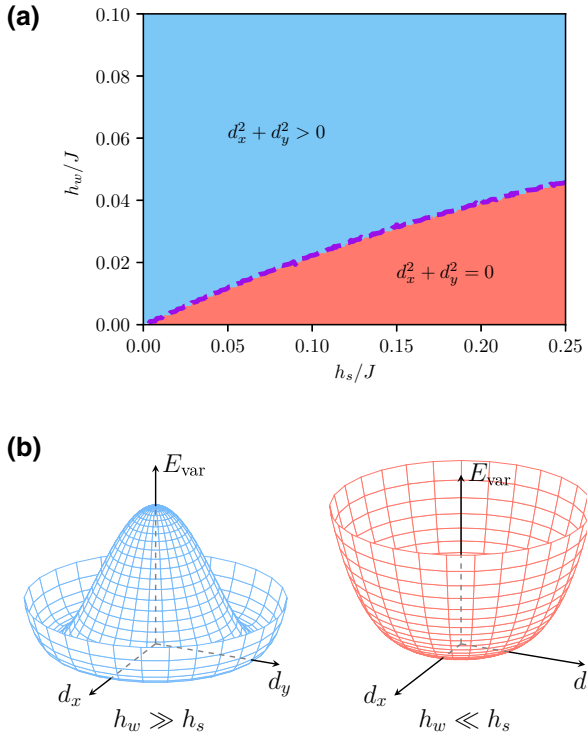 (a)
0.10
0.08
0.06
0.04
0.02
0.00
h_w/J
d_x^2 + d_y^2 > 0
d_x^2 + d_y^2 = 0
0.00 0.05 0.10 0.15 0.20 0.25
h_s/J
(b)
E_var E_var
d_x d_y d_x d
h_w ≫ h_s h_w ≪ h_s